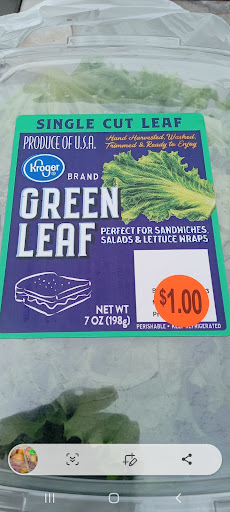 SINGLE CUT LEAF
PRODUCE OF U.S.A.
Hand Harvested, Washed,
Trimmed & Ready to Enjoy
Kroger
BRAND
GREEN
LEAF
PERFECT FOR SANDWICHES,
SALADS & LETTUCE WRAPS
$1.00
NET WT
7 OZ (198g)
PERISHABLE • KEEP REFRIGERATED